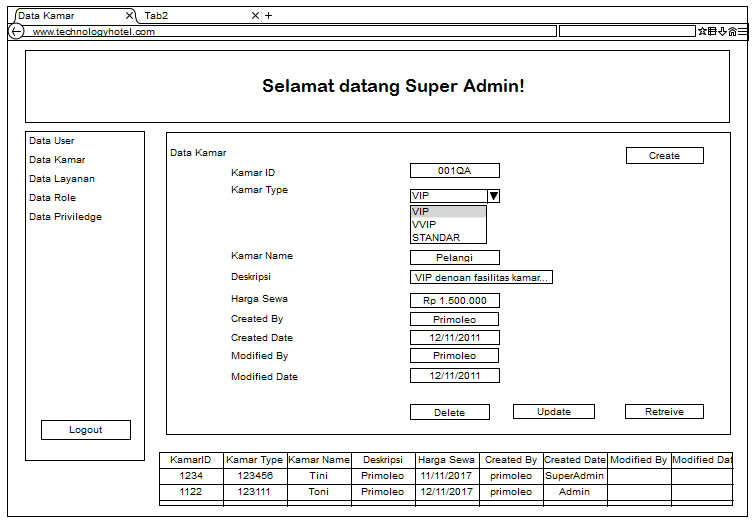 Data Kamar Tab2
www.technologyhotel.com
Selamat datang Super Admin!
Data User
Data Kamar
Data Layanan
Data Role
Data Priviledge
Logout
Data Kamar
Create
Kamar ID 001QA
Kamar Type VIP
VIP
VVIP
STANDAR
Kamar Name Pelangi
Deskripsi VIP dengan fasilitas kamar...
Harga Sewa Rp 1.500.000
Created By Primoleo
Created Date 12/11/2011
Modified By Primoleo
Modified Date 12/11/2011
Delete Update Retreive
KamarID Kamar Type Kamar Name Deskripsi Harga Sewa Created By Created Date Modified By Modified Dat
1234 123456 Tini Primoleo 11/11/2017 primoleo SuperAdmin
1122 123111 Toni Primoleo 12/11/2017 primoleo Admin